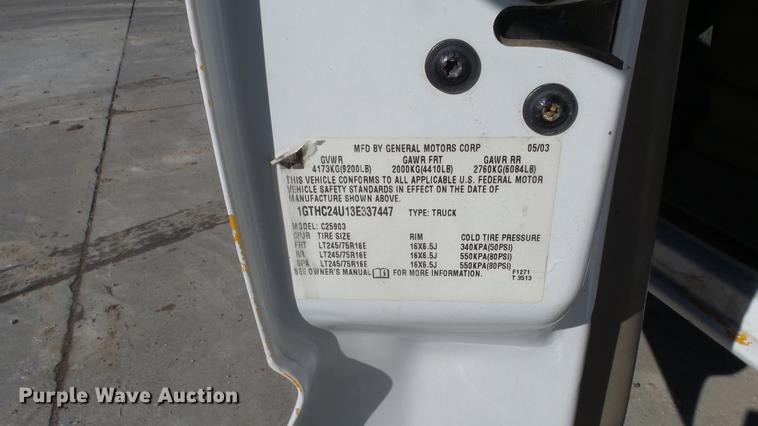 MFD BY GENERAL MOTORS CORP 05/03
GVWR GAWR FRT GAWR RR
4173KG(9200LB) 2000KG(4410LB) 2760KG(6084LB)
THIS VEHICLE CONFORMS TO ALL APPLICABLE U.S. FEDERAL MOTOR
VEHICLE SAFETY STANDARDS IN EFFECT ON THE DATE OF
MANUFACTURE SHOWN ABOVE.
1GTHC24U13E337447 TYPE: TRUCK
MODEL: C25903
TIRE SIZE RIM COLD TIRE PRESSURE
FRT LT245/75R16E 16X6.5J 340KPA(50PSI)
RR LT245/75R16E 16X6.5J 550KPA(80PSI)
SPA LT245/75R16E 16X6.5J 550KPA(80PSI)
SEE OWNER'S MANUAL FOR MORE INFORMATION.
F1271
T 3513
Purple Wave Auction